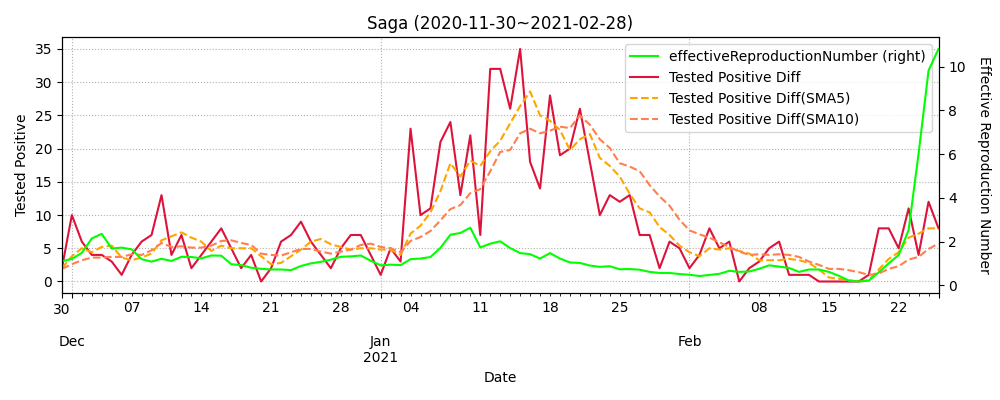 Saga (2020-11-30~2021-02-28)
effectiveReproductionNumber (right)
Tested Positive Diff
Tested Positive Diff(SMA5)
Tested Positive Diff(SMA10)
Tested Positive
35
30
25
20
15
10
5
0
Effective Reproduction Number
10
8
6
4
2
0
30 07 14 21 28 04 11 18 25 08 15 22
Dec Jan Feb
2021
Date